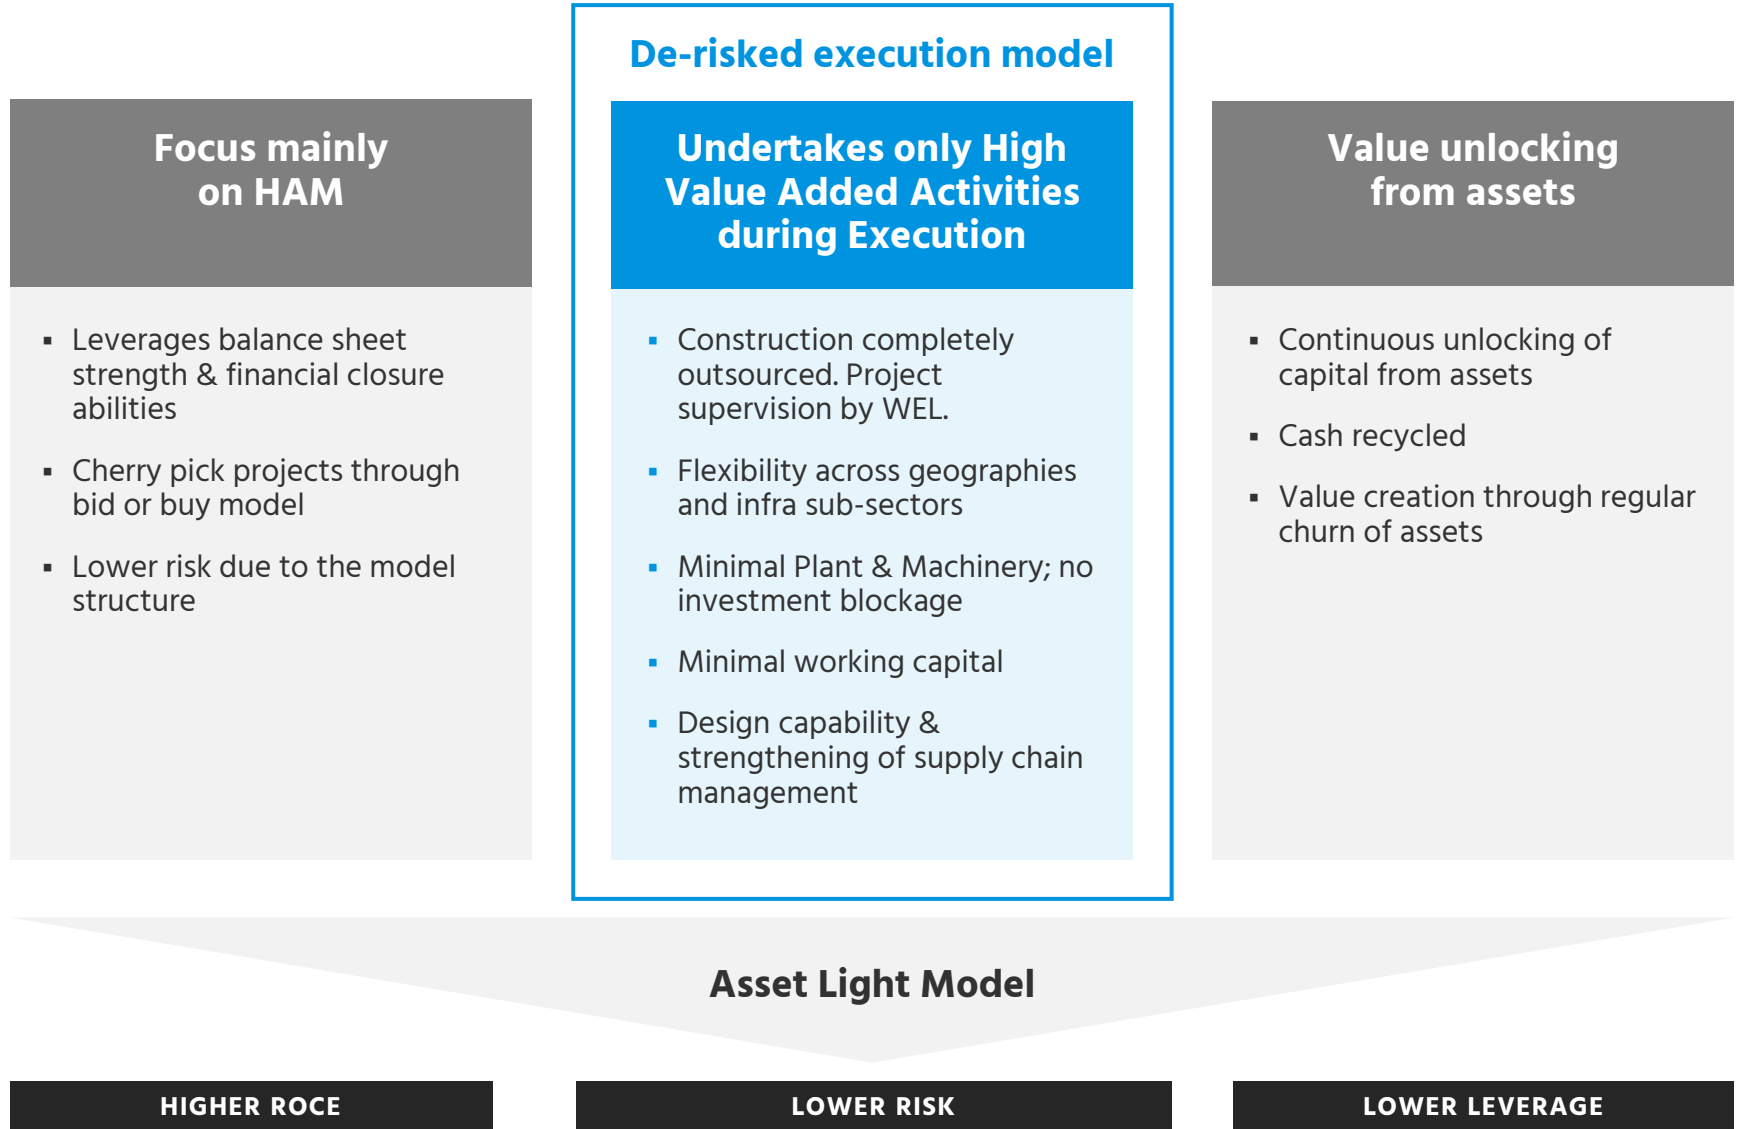 De-risked execution model
Focus mainly
on HAM
▪ Leverages balance sheet
strength & financial closure
abilities
▪ Cherry pick projects through
bid or buy model
▪ Lower risk due to the model
structure
Undertakes only High
Value Added Activities
during Execution
▪ Construction completely
outsourced. Project
supervision by WEL.
▪ Flexibility across geographies
and infra sub-sectors
▪ Minimal Plant & Machinery; no
investment blockage
▪ Minimal working capital
▪ Design capability &
strengthening of supply chain
management
Value unlocking
from assets
▪ Continuous unlocking of
capital from assets
▪ Cash recycled
▪ Value creation through regular
churn of assets
Asset Light Model
HIGHER ROCE
LOWER RISK
LOWER LEVERAGE